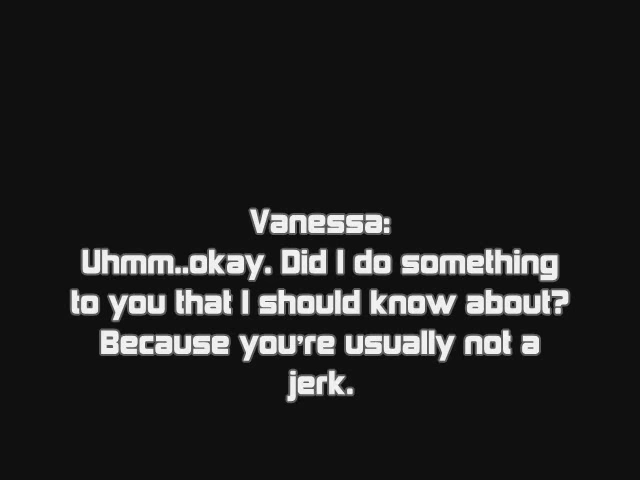 Vanessa:
Uhmm..okay. Did I do something
to you that I should know about?
Because you're usually not a
jerk.